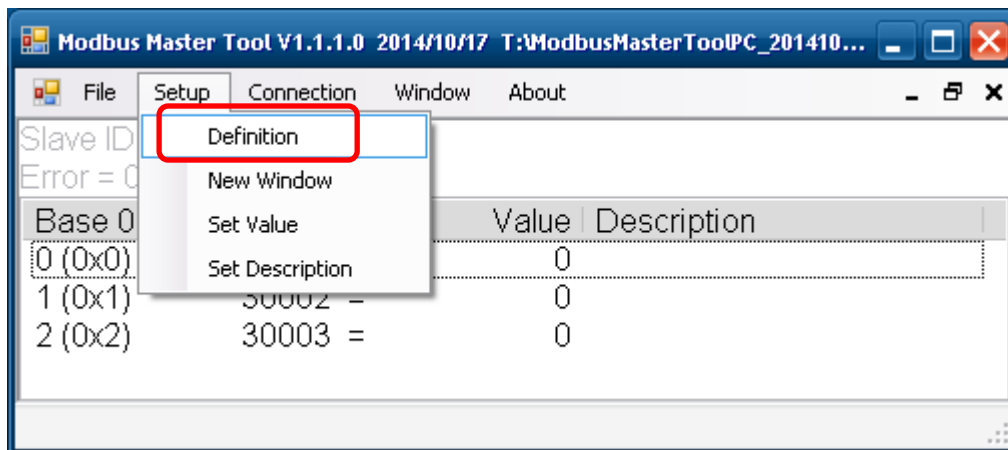 Modbus Master Tool V1.1.1.0 2014/10/17 T:\ModbusMasterToolPC_201410...
File Setup Connection Window About
Slave ID
Definition
Error = 0
New Window
Base 0 Value Description
Set Value
0 (0x0) 0
Set Description
1 (0x1) 30002 = 0
2 (0x2) 30003 = 0